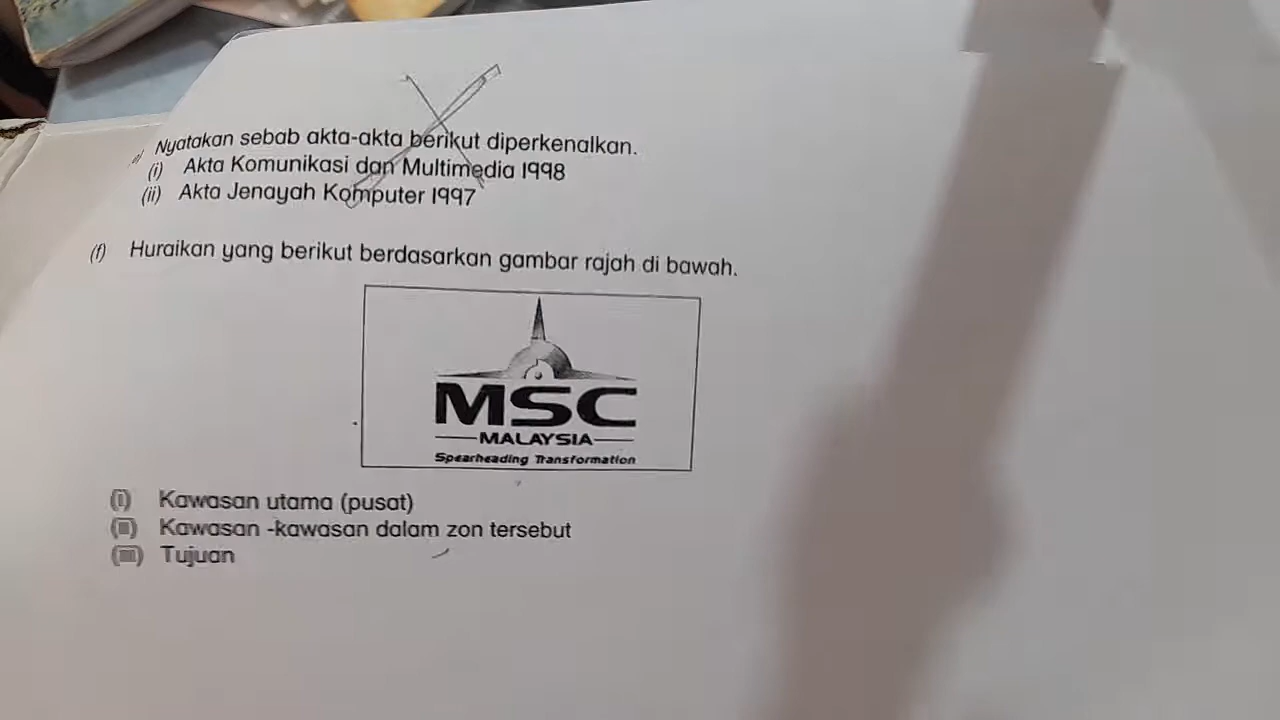 Nyatakan sebab akta-akta berikut diperkenalkan.
(i) Akta Komunikasi dan Multimedia 1998
(ii) Akta Jenayah Komputer 1997
(f) Huraikan yang berikut berdasarkan gambar rajah di bawah.
MSC
MALAYSIA
Spearheading Transformation
(i) Kawasan utama (pusat)
(ii) Kawasan -kawasan dalam zon tersebut
(iii) Tujuan